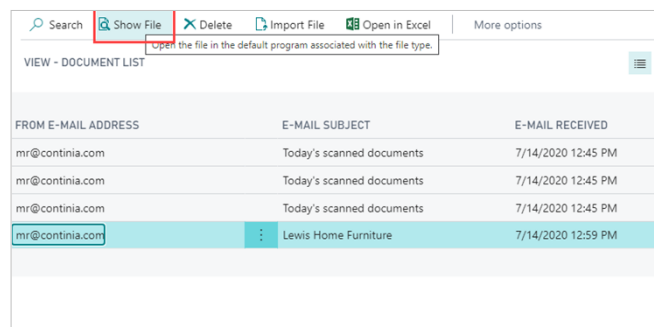 Search Show File Delete Import File Open in Excel More options
Open the file in the default program associated with the file type.
VIEW - DOCUMENT LIST
FROM E-MAIL ADDRESS E-MAIL SUBJECT E-MAIL RECEIVED
mr@continia.com Today's scanned documents 7/14/2020 12:45 PM
mr@continia.com Today's scanned documents 7/14/2020 12:45 PM
mr@continia.com Today's scanned documents 7/14/2020 12:45 PM
mr@continia.com Lewis Home Furniture 7/14/2020 12:59 PM